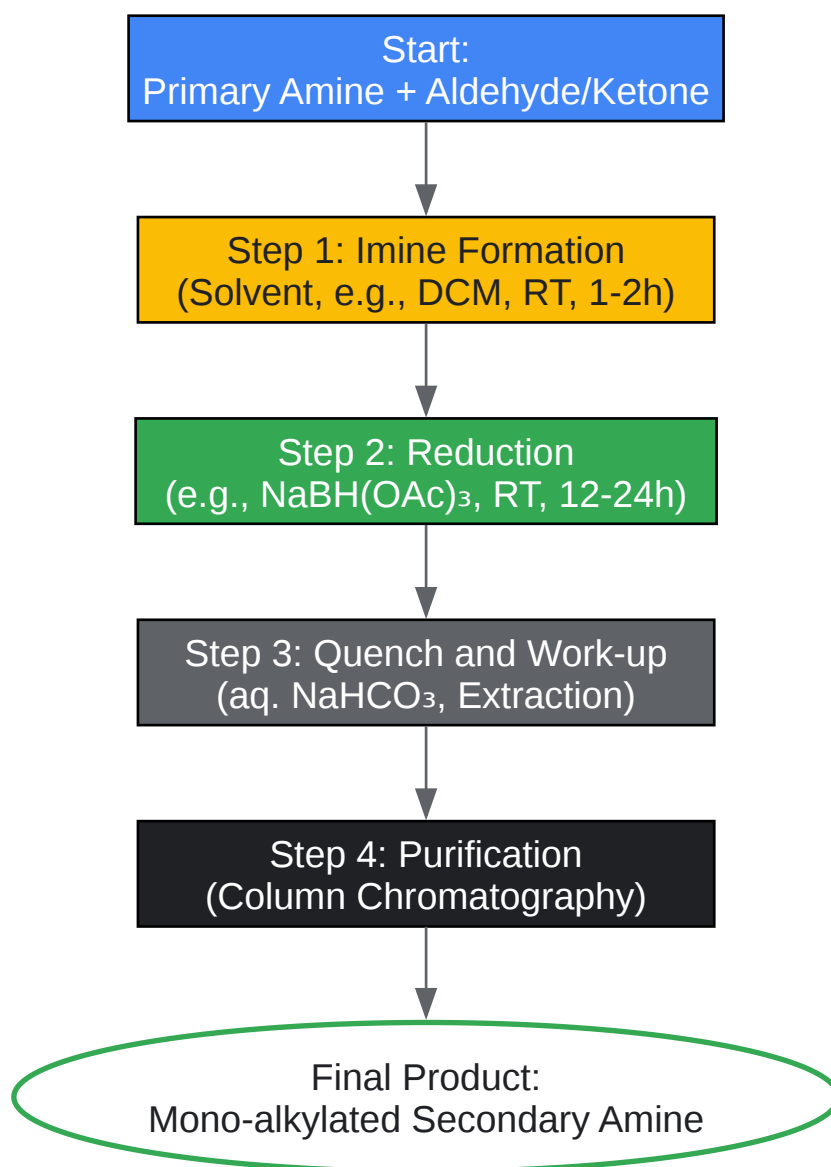 Start:
Primary Amine + Aldehyde/Ketone
Step 1: Imine Formation
(Solvent, e.g., DCM, RT, 1-2h)
Step 2: Reduction
(e.g., NaBH(OAc)₃, RT, 12-24h)
Step 3: Quench and Work-up
(aq. NaHCO₃, Extraction)
Step 4: Purification
(Column Chromatography)
Final Product:
Mono-alkylated Secondary Amine